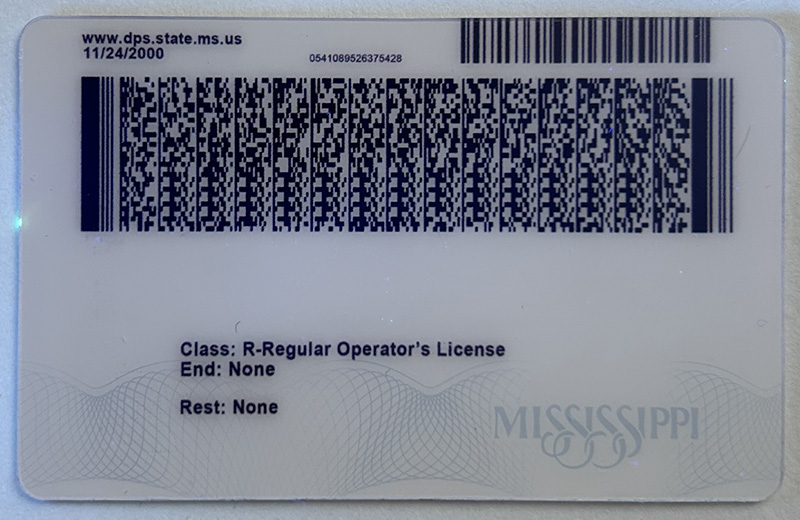 www.dps.state.ms.us
11/24/2000
0541089526375428
Class: R-Regular Operator's License
End: None
Rest: None
MISSISSIPPI